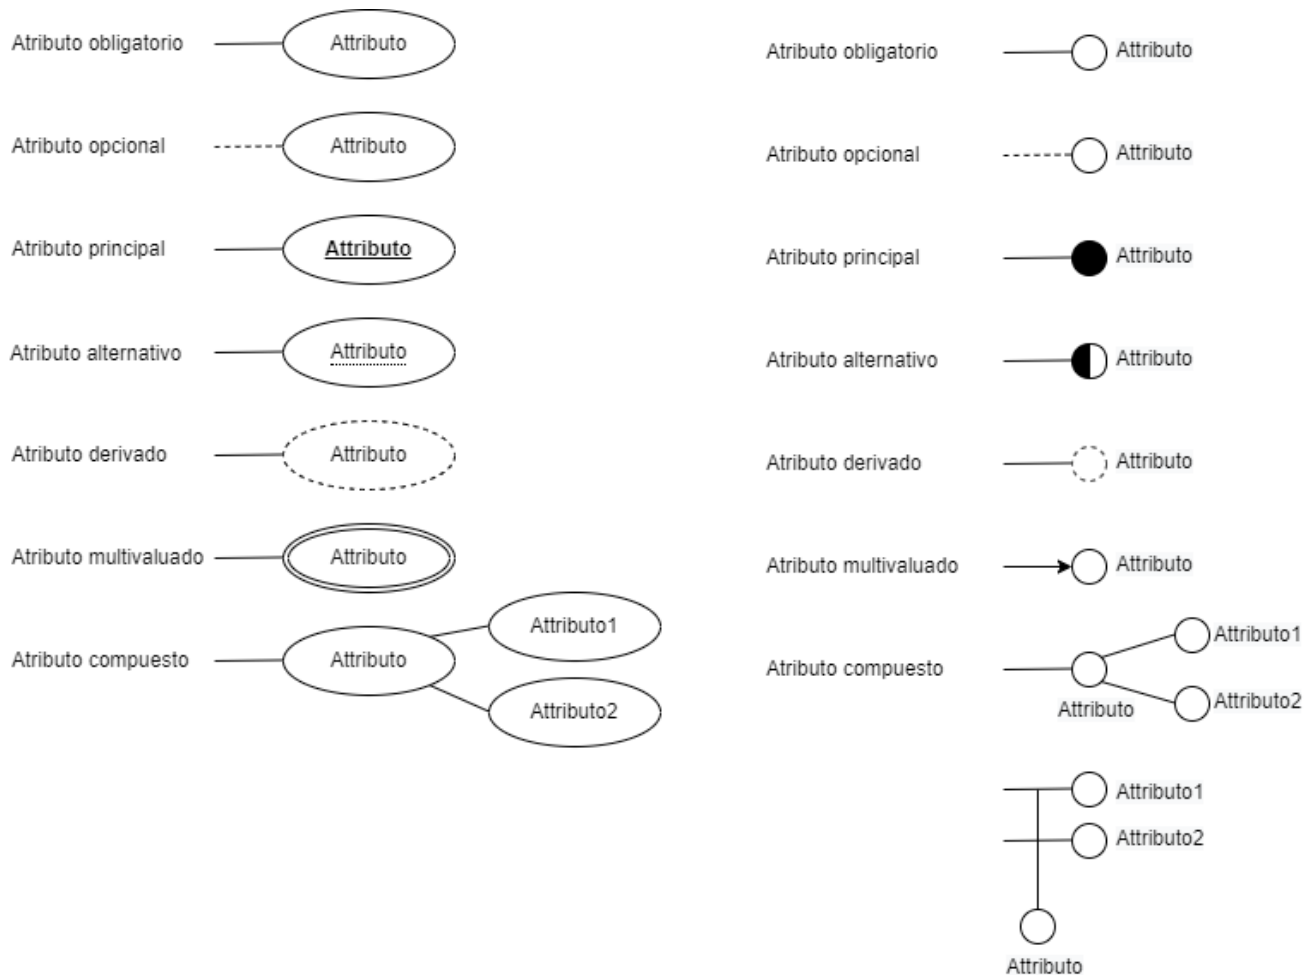 Atributo obligatorio
Attributo
Atributo opcional
Attributo
Atributo principal
Attributo
Atributo alternativo
Attributo
Atributo derivado
Attributo
Atributo multivaluado
Attributo
Atributo compuesto
Attributo
Attributo1
Attributo2
Atributo obligatorio
Attributo
Atributo opcional
Attributo
Atributo principal
Attributo
Atributo alternativo
Attributo
Atributo derivado
Attributo
Atributo multivaluado
Attributo
Atributo compuesto
Attributo
Attributo1
Attributo2
Attributo1
Attributo2
Attributo